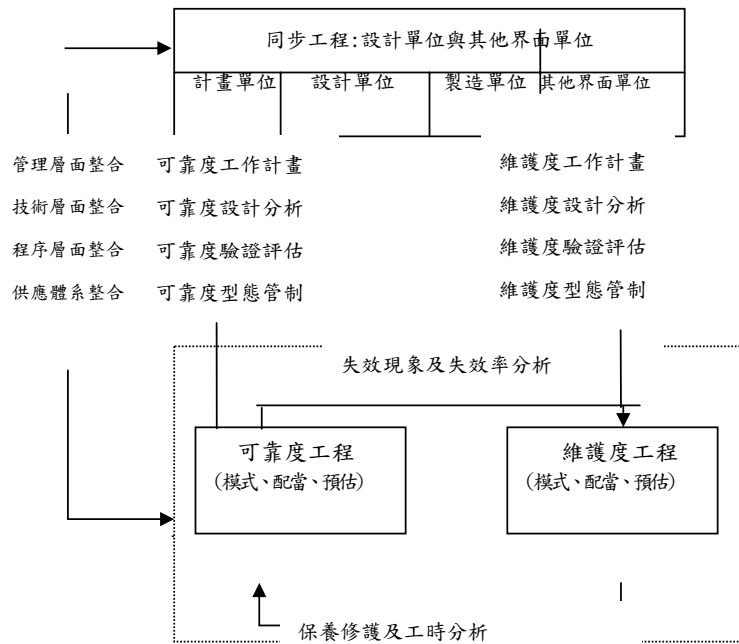 同步工程:設計單位與其他界面單位
計畫單位 設計單位 製造單位 其他界面單位
管理層面整合 可靠度工作計畫 維護度工作計畫
技術層面整合 可靠度設計分析 維護度設計分析
程序層面整合 可靠度驗證評估 維護度驗證評估
供應體系整合 可靠度型態管制 維護度型態管制
失效現象及失效率分析
可靠度工程 維護度工程
(模式、配當、預估) (模式、配當、預估)
保養修護及工時分析